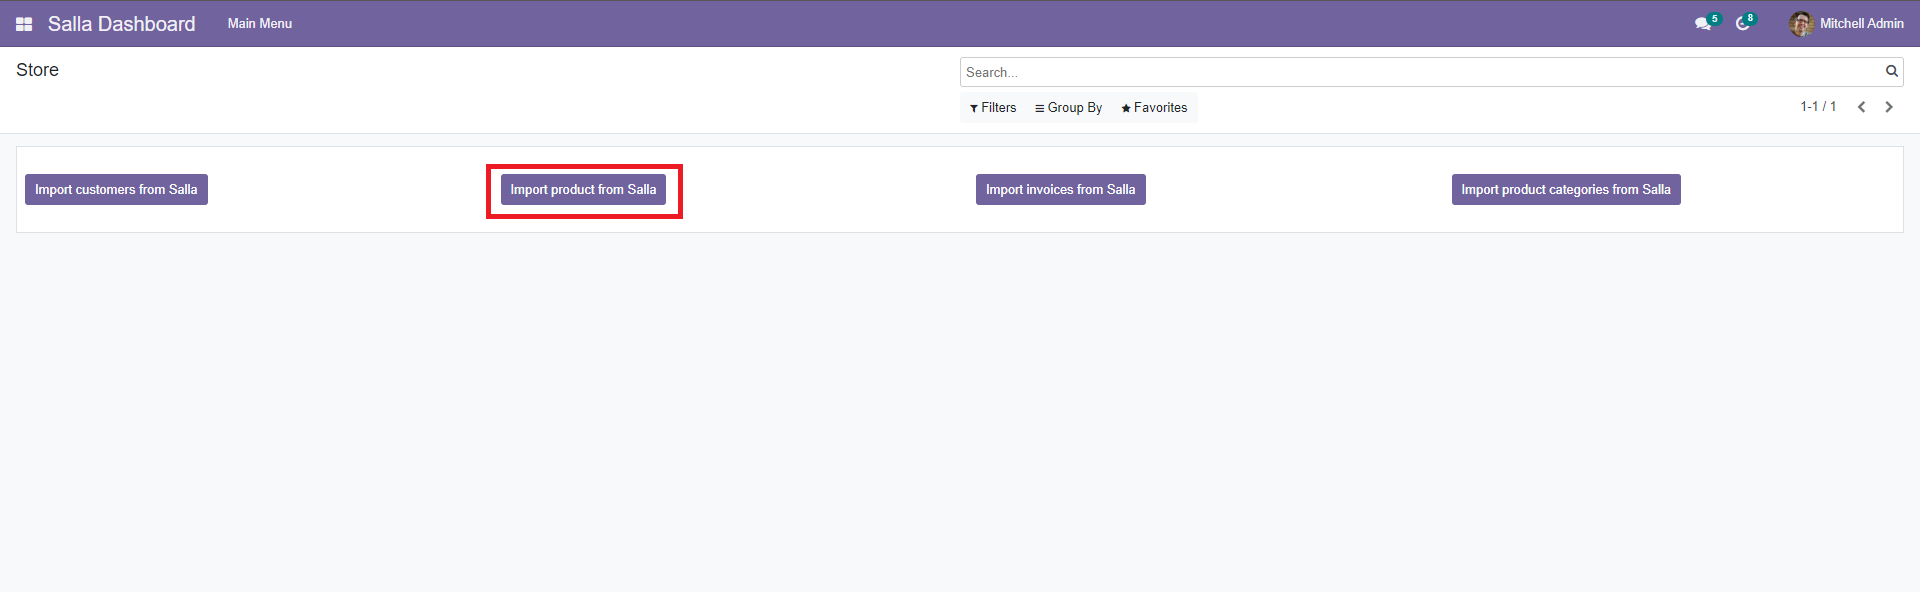 Salla Dashboard Main Menu 5 8 Mitchell Admin
Store
Search...
Filters Group By Favorites 1-1 / 1
Import customers from Salla Import product from Salla Import invoices from Salla Import product categories from Salla